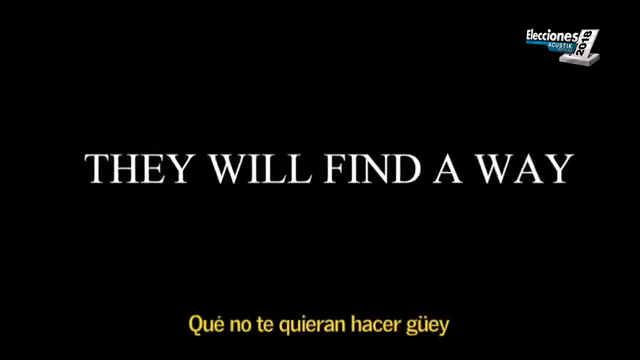 Elecciones
ACUSTIK
2018
THEY WILL FIND A WAY
Qué no te quieran hacer güey